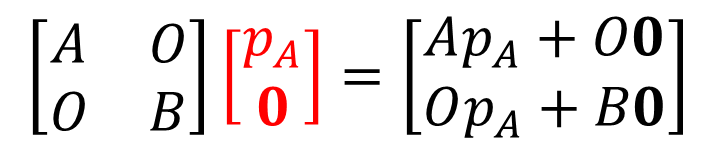 [A O; O B] [p_A; 𝟎] = [Ap_A + O𝟎; Op_A + B𝟎]